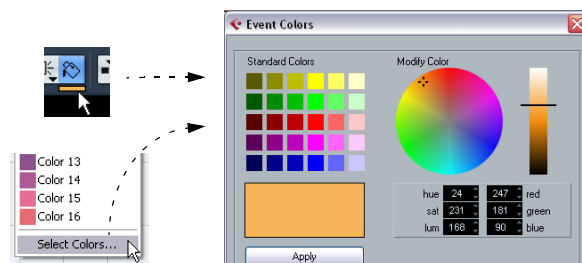 Event Colors
Standard Colors
Modify Color
Color 13
Color 14
Color 15
Color 16
Select Colors...
hue 24 247 red
sat 231 181 green
lum 168 90 blue
Apply